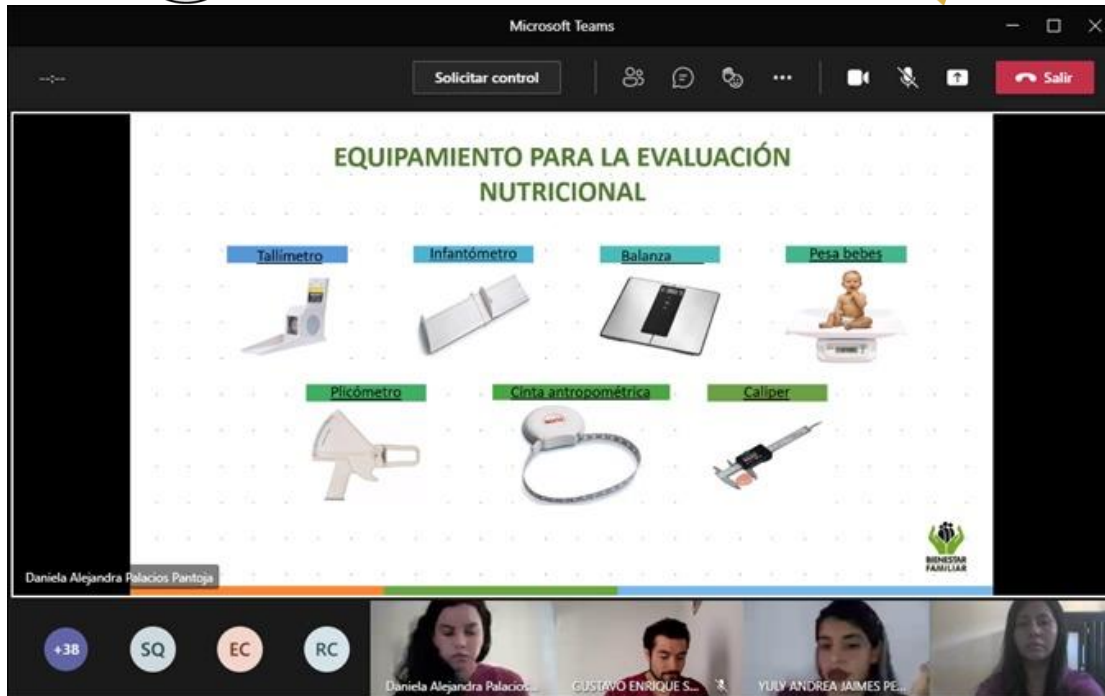 Microsoft Teams
--:--
Solicitar control
Salir
EQUIPAMIENTO PARA LA EVALUACIÓN
NUTRICIONAL
Tallímetro
Infantómetro
Balanza
Pesa bebes
Plicómetro
Cinta antropométrica
Caliper
BIENESTAR
FAMILIAR
Daniela Alejandra Palacios Pantoja
+38
SQ
EC
RC
Daniela Alejandra Palacios...
GUSTAVO ENRIQUE S...
YULY ANDREA JAIMES PE...